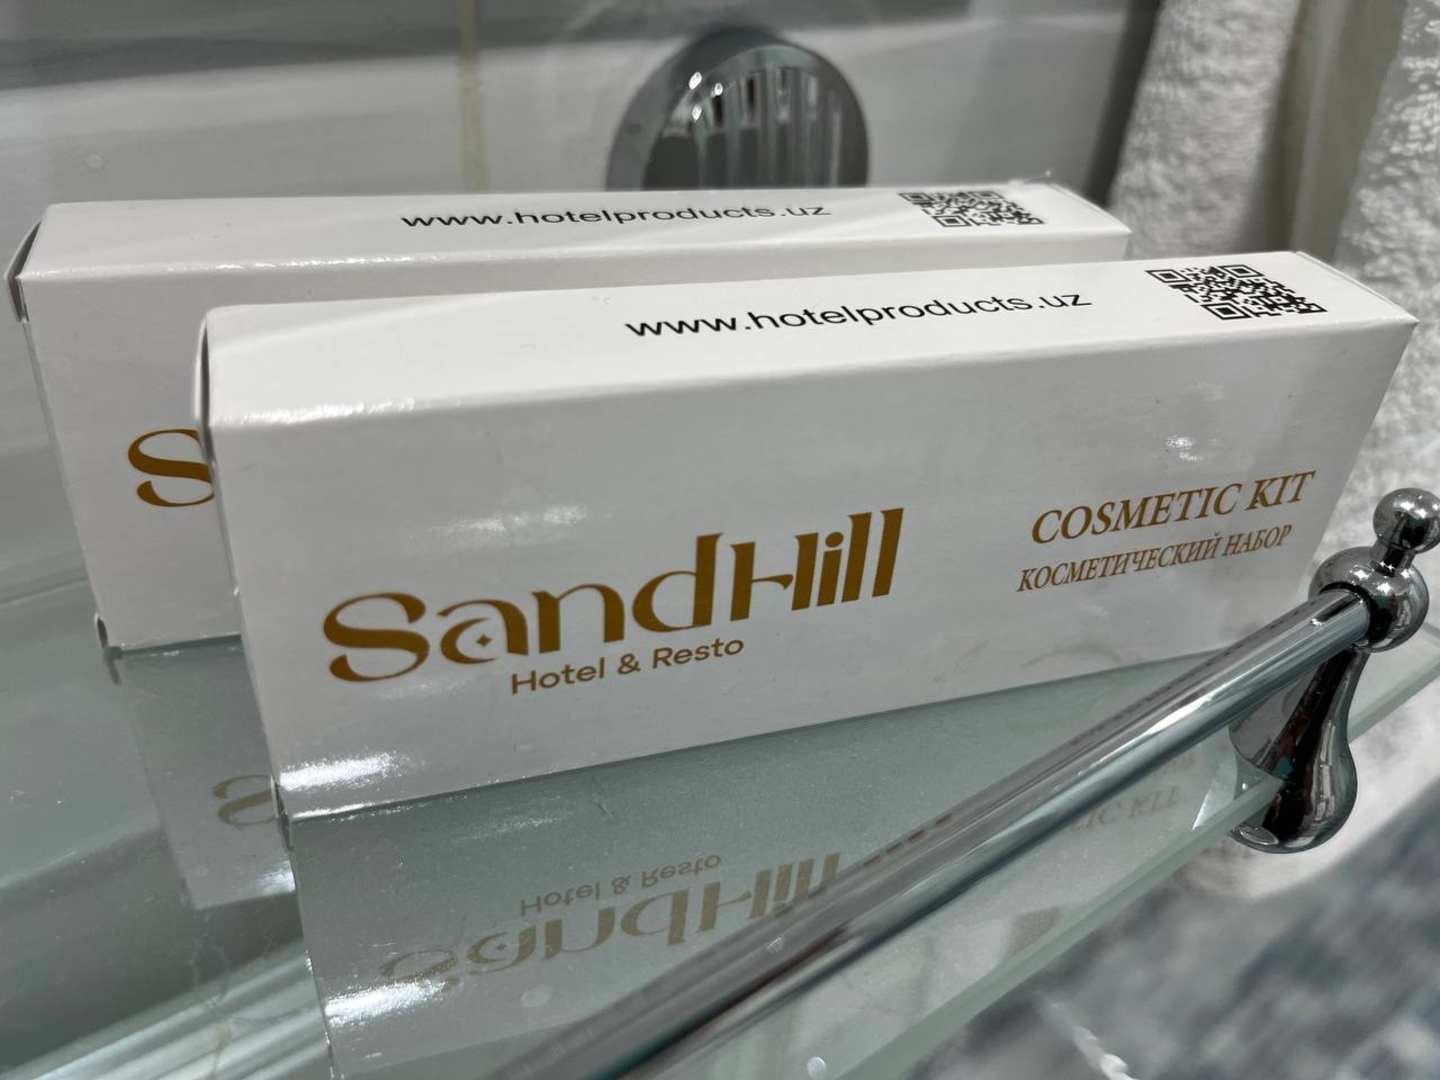 www.hotelproducts.uz
www.hotelproducts.uz
SandHill
Hotel & Resto
COSMETIC KIT
КОСМЕТИЧЕСКИЙ НАБОР
S